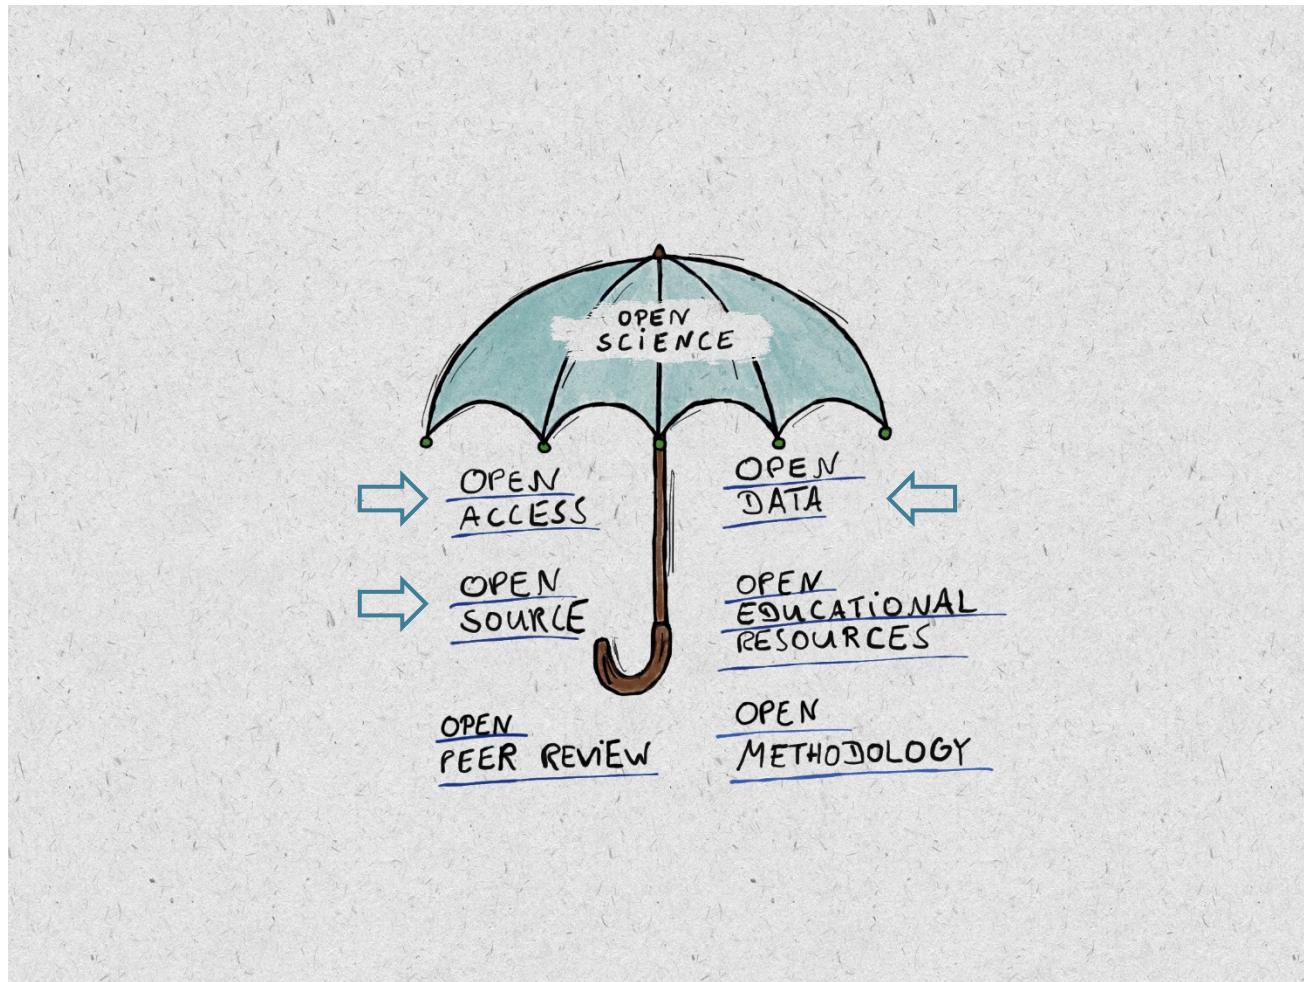 OPEN
SCIENCE
OPEN
ACCESS
OPEN
SOURCE
OPEN
PEER REVIEW
OPEN
DATA
OPEN
EDUCATIONAL
RESOURCES
OPEN
METHODOLOGY